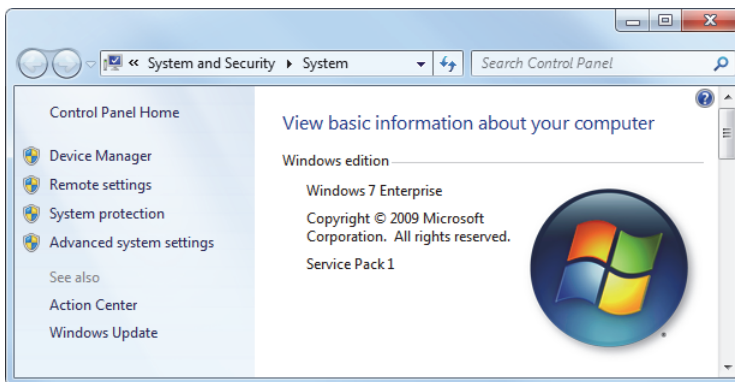 « System and Security ▸ System
Search Control Panel
Control Panel Home
Device Manager
Remote settings
System protection
Advanced system settings
See also
Action Center
Windows Update
View basic information about your computer
Windows edition
Windows 7 Enterprise
Copyright © 2009 Microsoft
Corporation. All rights reserved.
Service Pack 1